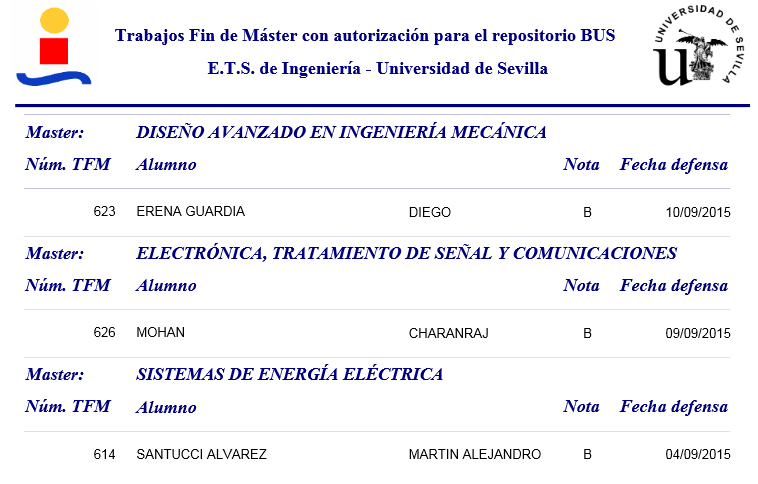 Trabajos Fin de Máster con autorización para el repositorio BUS
E.T.S. de Ingeniería - Universidad de Sevilla
UNIVERSIDAD DE SEVILLA
Master: DISEÑO AVANZADO EN INGENIERÍA MECÁNICA
Núm. TFM Alumno Nota Fecha defensa
623 ERENA GUARDIA DIEGO B 10/09/2015
Master: ELECTRÓNICA, TRATAMIENTO DE SEÑAL Y COMUNICACIONES
Núm. TFM Alumno Nota Fecha defensa
626 MOHAN CHARANRAJ B 09/09/2015
Master: SISTEMAS DE ENERGÍA ELÉCTRICA
Núm. TFM Alumno Nota Fecha defensa
614 SANTUCCI ALVAREZ MARTIN ALEJANDRO B 04/09/2015